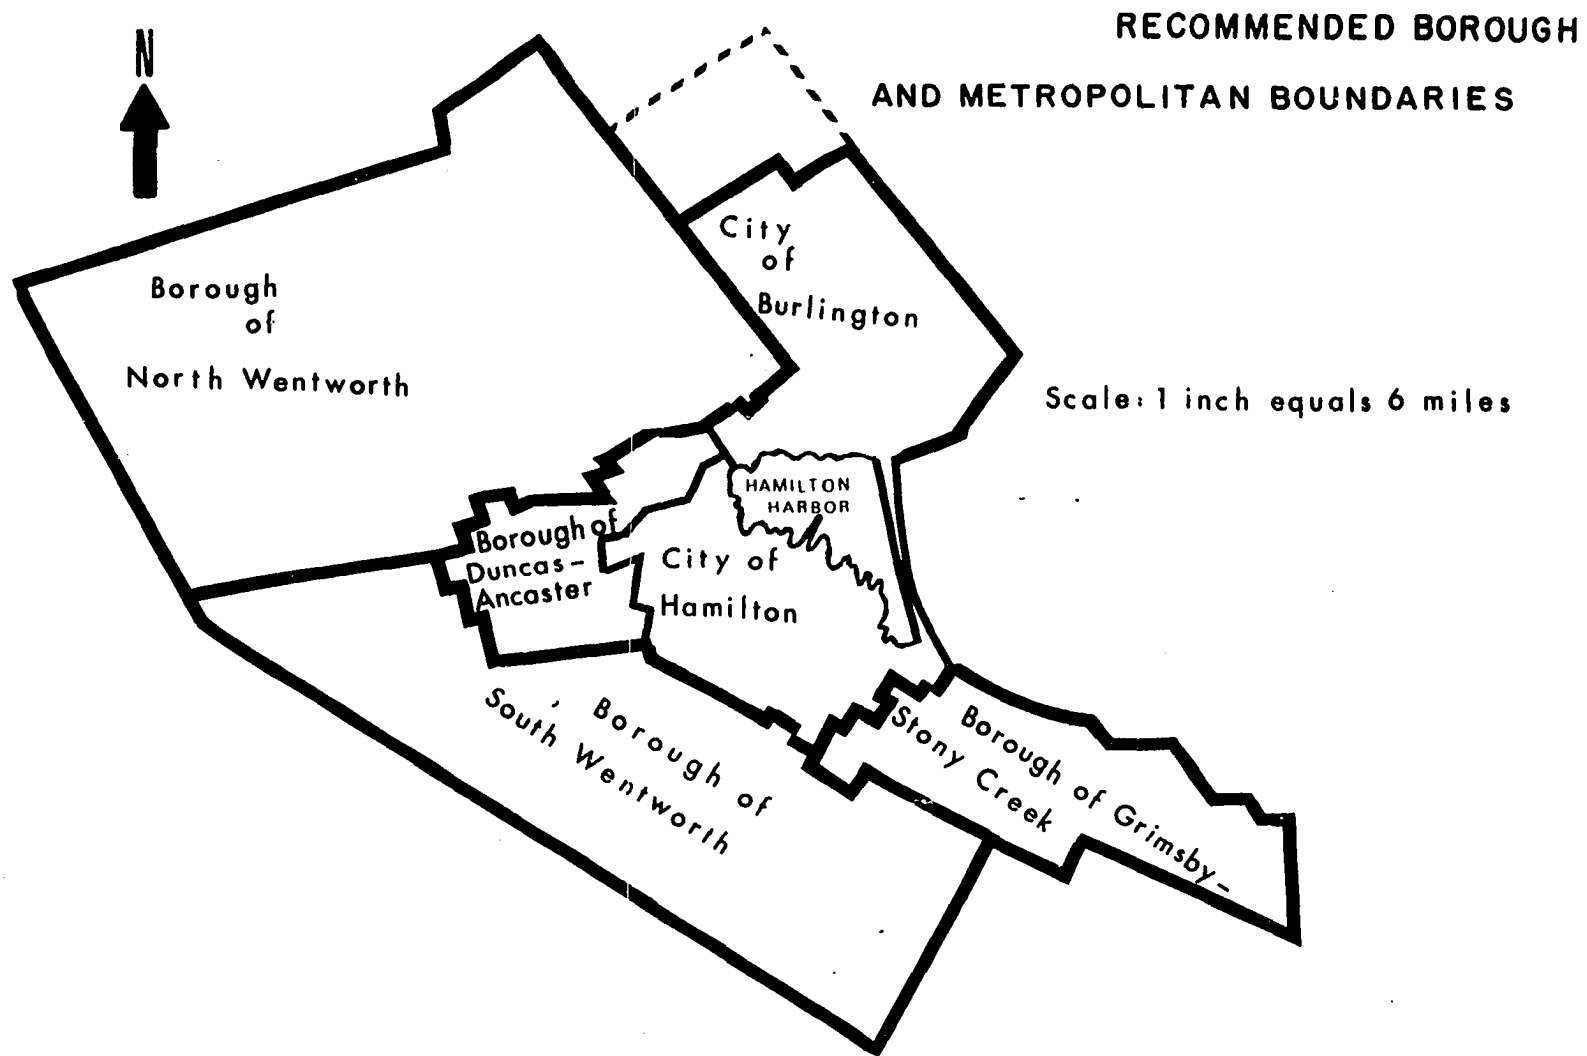 RECOMMENDED BOROUGH
AND METROPOLITAN BOUNDARIES
N
City
of
Burlington
Borough
of
North Wentworth
Scale: 1 inch equals 6 miles
HAMILTON
HARBOR
Borough of
Duncas-
Ancaster
City of
Hamilton
Borough of
South Wentworth
Borough of Grimsby-
Stony Creek